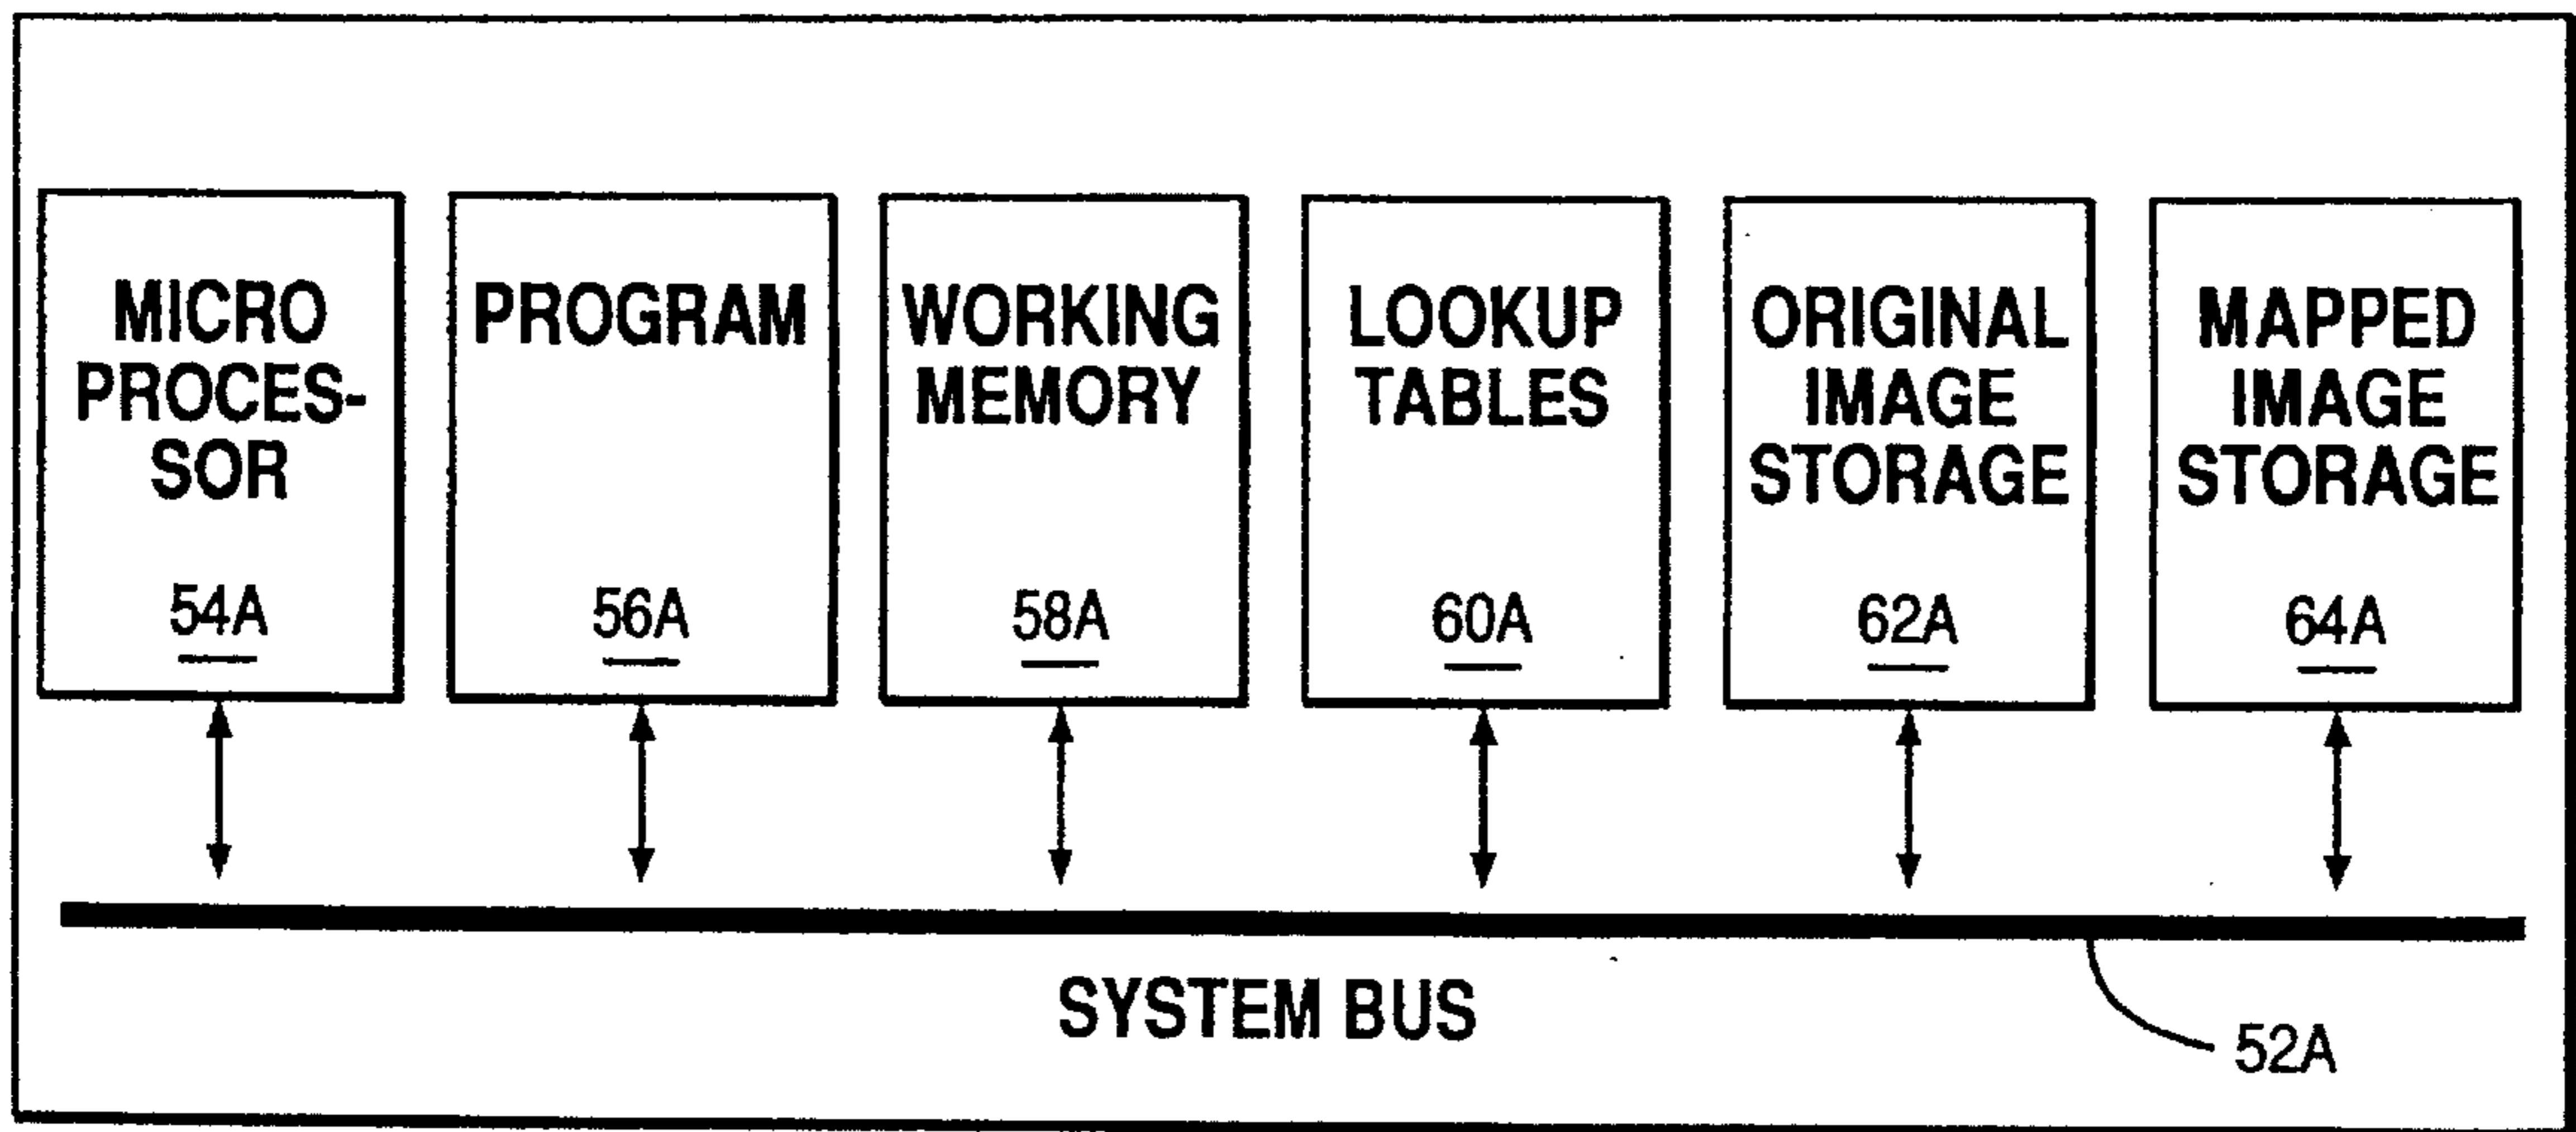 MICRO
PROCES-
SOR
54A
PROGRAM
56A
WORKING
MEMORY
58A
LOOKUP
TABLES
60A
ORIGINAL
IMAGE
STORAGE
62A
MAPPED
IMAGE
STORAGE
64A
SYSTEM BUS
52A